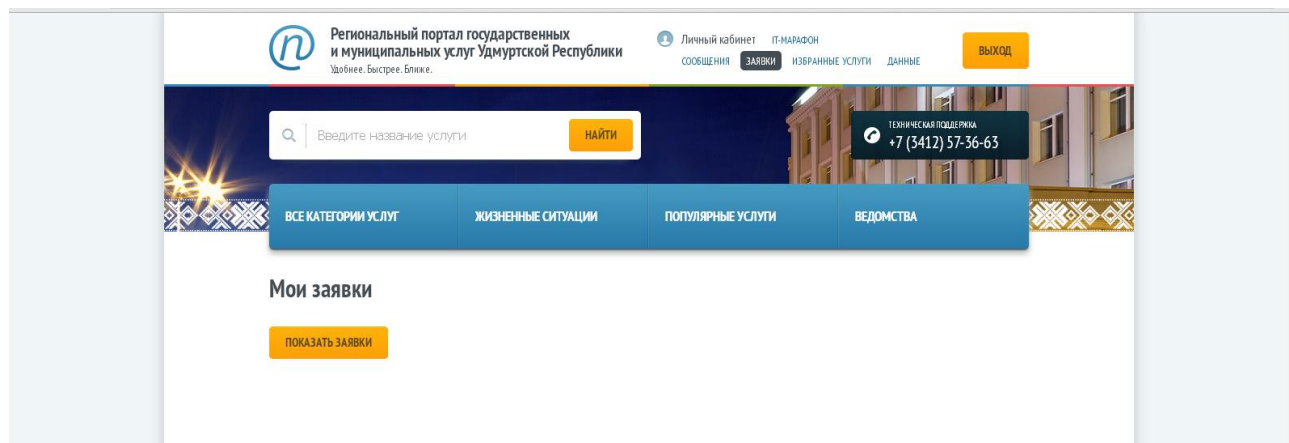 Региональный портал государственных
и муниципальных услуг Удмуртской Республики
Удобнее. Быстрее. Ближе.
Личный кабинет IT-МАРАФОН
СООБЩЕНИЯ ЗАЯВКИ ИЗБРАННЫЕ УСЛУГИ ДАННЫЕ
ВЫХОД
Введите название услуги
НАЙТИ
ТЕХНИЧЕСКАЯ ПОДДЕРЖКА
+7 (3412) 57-36-63
ВСЕ КАТЕГОРИИ УСЛУГ ЖИЗНЕННЫЕ СИТУАЦИИ ПОПУЛЯРНЫЕ УСЛУГИ ВЕДОМСТВА
Мои заявки
ПОКАЗАТЬ ЗАЯВКИ